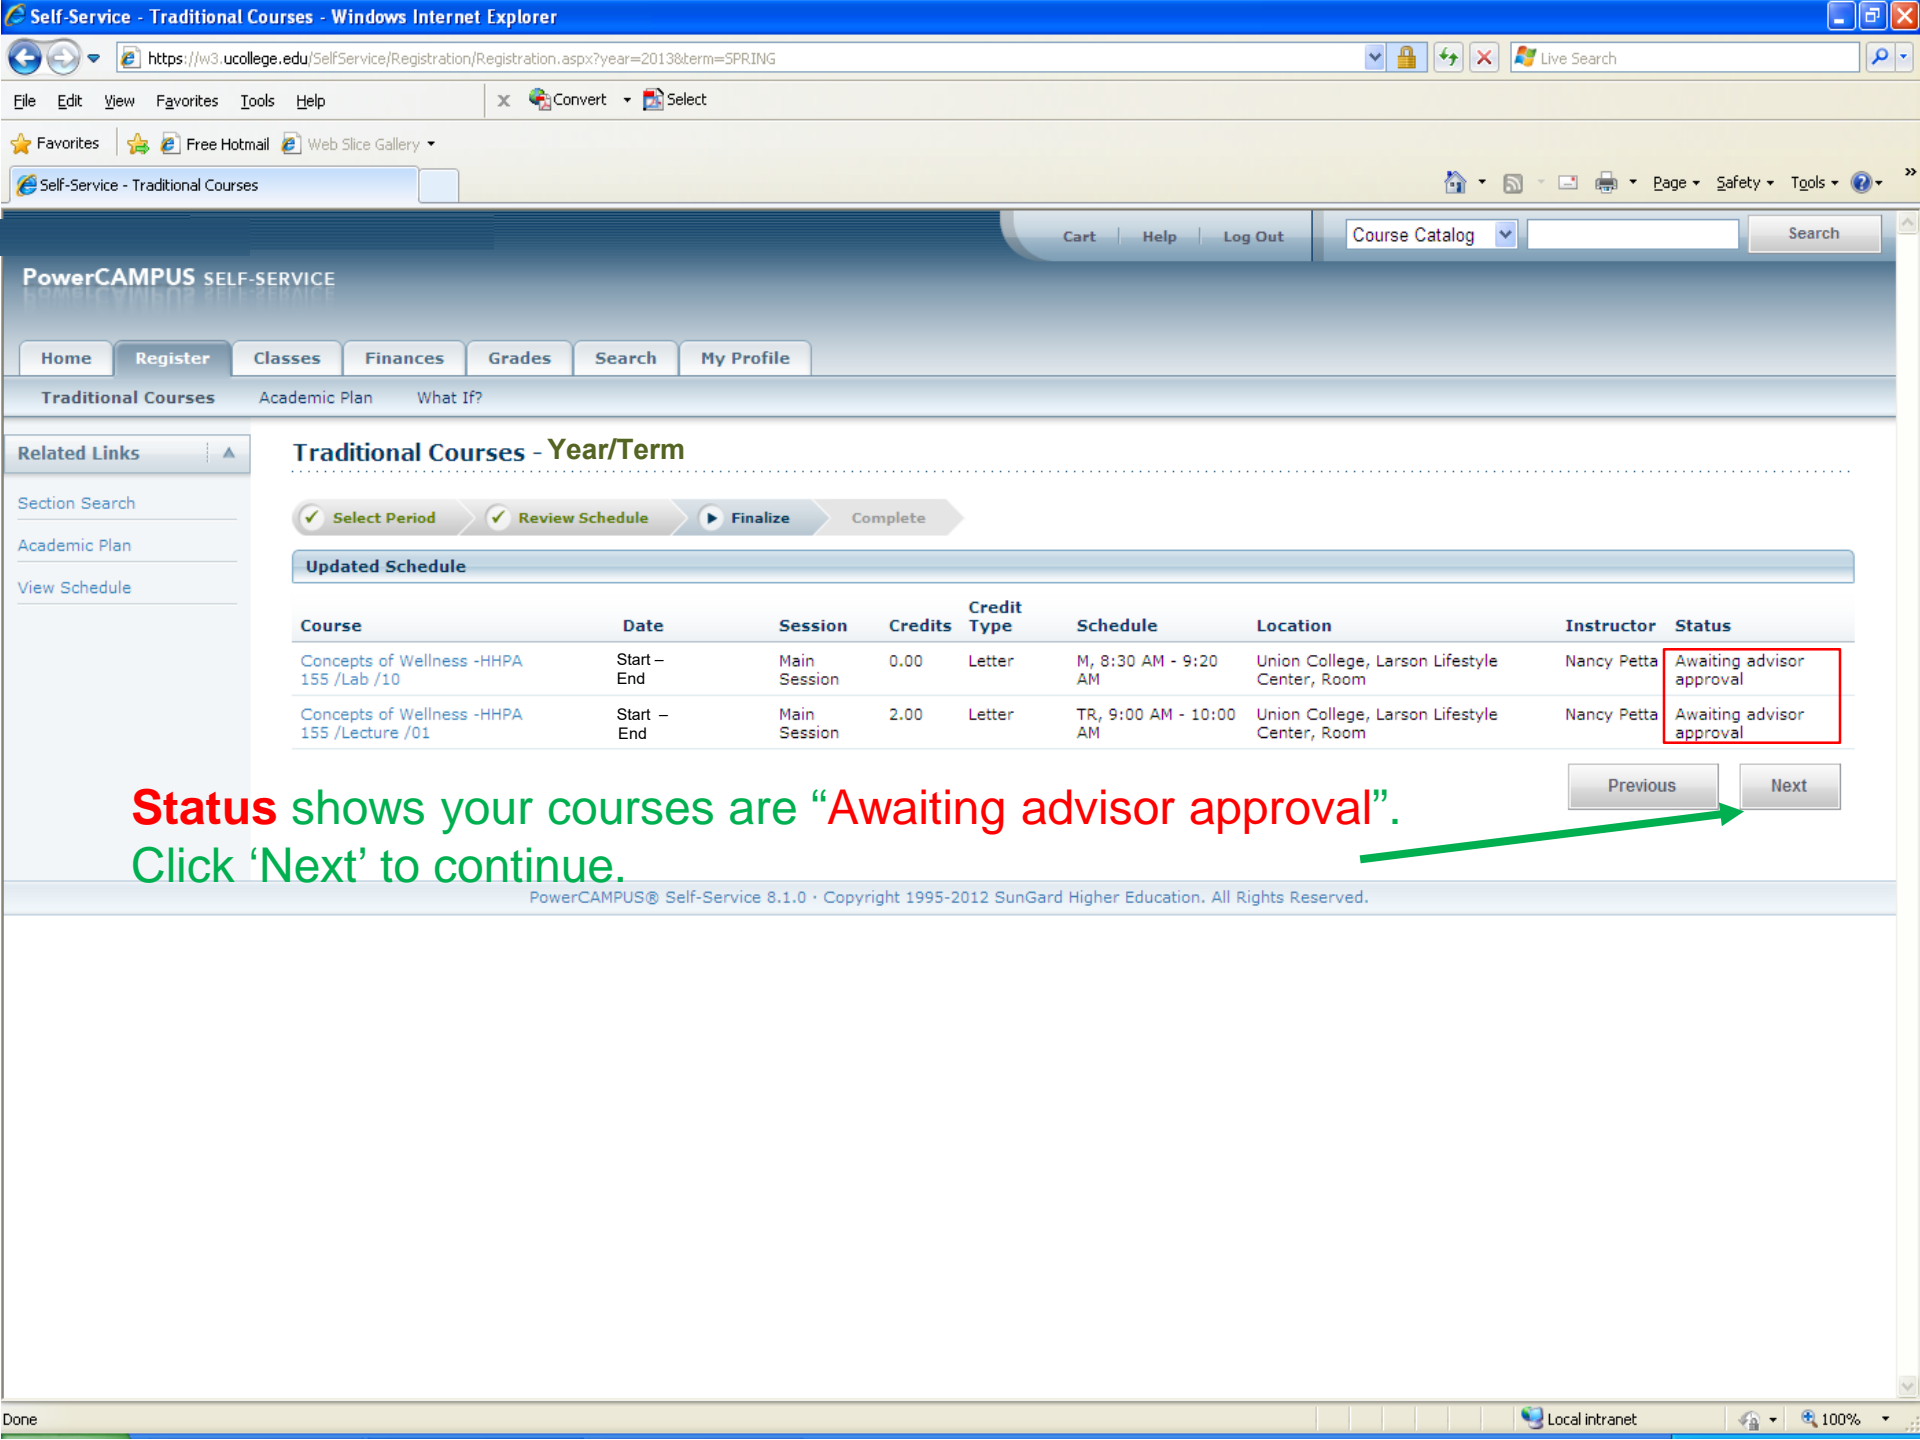 Self-Service - Traditional Courses - Windows Internet Explorer
https://w3.ucollege.edu/SelfService/Registration/Registration.aspx?year=2013&term=SPRING
Live Search
File Edit View Favorites Tools Help
x Convert Select
Favorites Free Hotmail Web Slice Gallery
Self-Service - Traditional Courses
Page Safety Tools »
Cart Help Log Out Course Catalog Search
PowerCAMPUS SELF-SERVICE
Home Register Classes Finances Grades Search My Profile
Traditional Courses Academic Plan What If?
Related Links
Section Search
Academic Plan
View Schedule
Traditional Courses - Year/Term
Select Period Review Schedule Finalize Complete
Updated Schedule
Course Date Session Credits Credit Type Schedule Location Instructor Status
Concepts of Wellness -HHPA Start – Main 0.00 Letter M, 8:30 AM - 9:20 Union College, Larson Lifestyle Nancy Petta Awaiting advisor
155 /Lab /10 End Session AM Center, Room approval
Concepts of Wellness -HHPA Start – Main 2.00 Letter TR, 9:00 AM - 10:00 Union College, Larson Lifestyle Nancy Petta Awaiting advisor
155 /Lecture /01 End Session AM Center, Room approval
Previous Next
Status shows your courses are “Awaiting advisor approval”.
Click ‘Next’ to continue.
PowerCAMPUS® Self-Service 8.1.0 · Copyright 1995-2012 SunGard Higher Education. All Rights Reserved.
Done Local intranet 100%